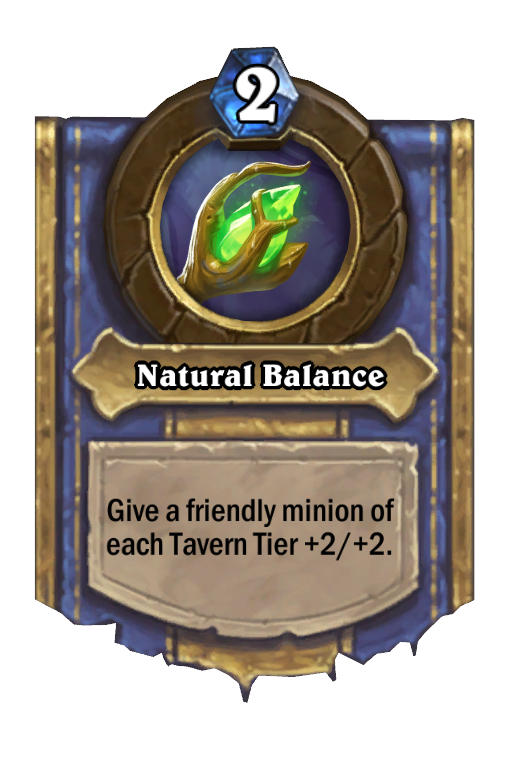 2
Natural Balance
Give a friendly minion of
each Tavern Tier +2/+2.